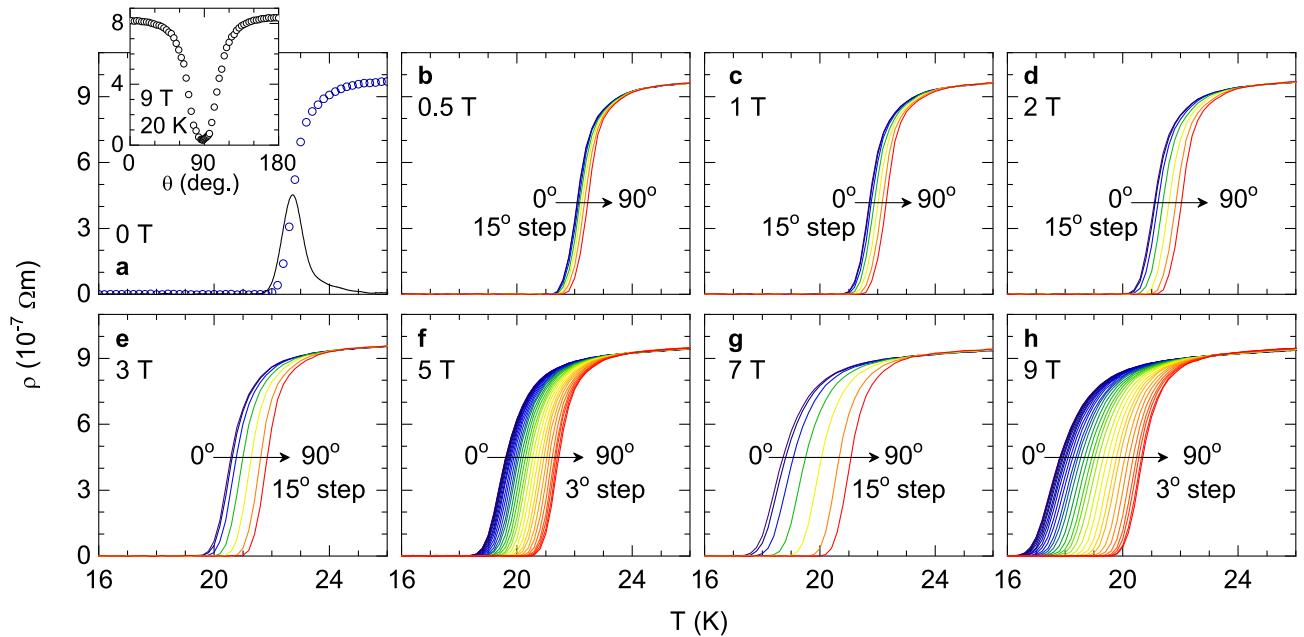 8
4
0
9 T
20 K
0 90 180
θ (deg.)
9
6
3
0
0 T
a
b
0.5 T
0° 90°
15° step
c
1 T
0° 90°
15° step
d
2 T
0° 90°
15° step
ρ (10⁻⁷ Ωm)
9
6
3
0
e
3 T
0° 90°
15° step
f
5 T
0° 90°
3° step
g
7 T
0° 90°
15° step
h
9 T
0° 90°
3° step
16 20 24
16 20 24
16 20 24
16 20 24
T (K)